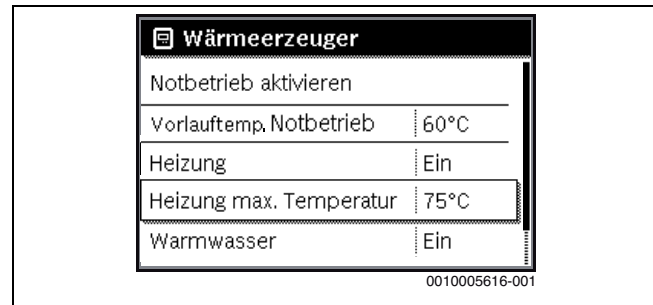 Wärmeerzeuger
Notbetrieb aktivieren
Vorlauftemp. Notbetrieb 60°C
Heizung Ein
Heizung max. Temperatur 75°C
Warmwasser Ein
0010005616-001